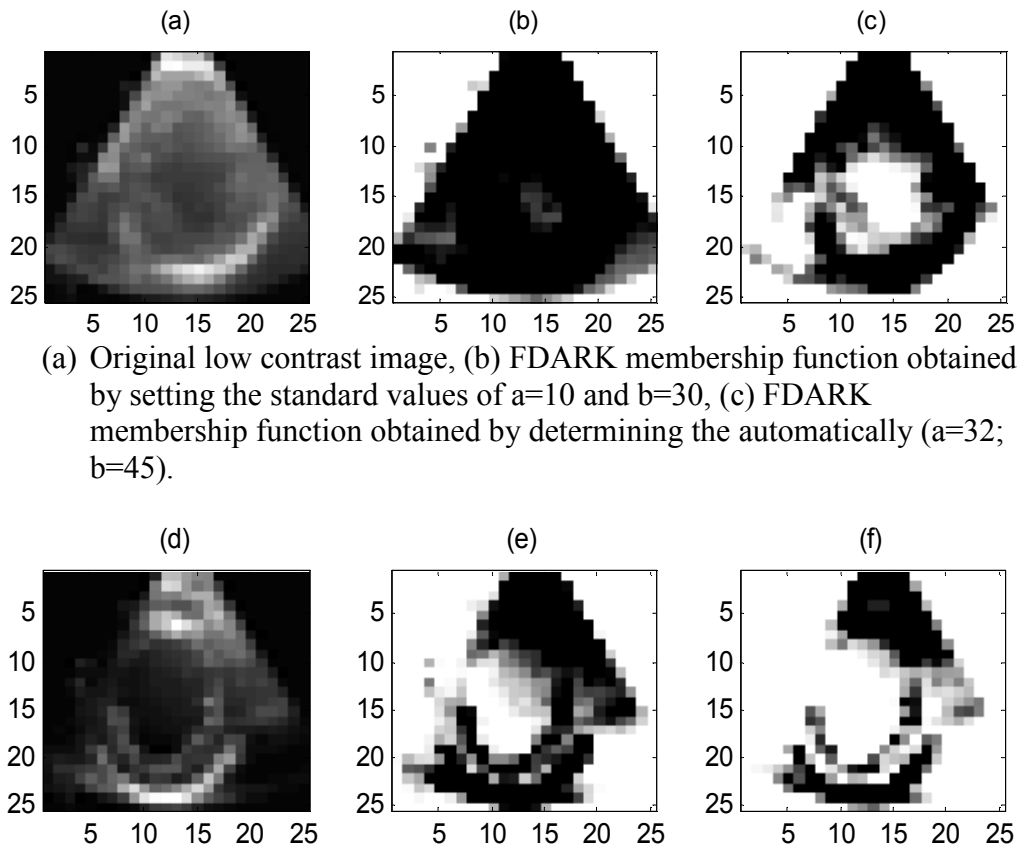 (a) (b) (c)
5 5 5
10 10 10
15 15 15
20 20 20
25 25 25
5 10 15 20 25 5 10 15 20 25 5 10 15 20 25
(a) Original low contrast image, (b) FDARK membership function obtained
by setting the standard values of a=10 and b=30, (c) FDARK
membership function obtained by determining the automatically (a=32;
b=45).
(d) (e) (f)
5 5 5
10 10 10
15 15 15
20 20 20
25 25 25
5 10 15 20 25 5 10 15 20 25 5 10 15 20 25